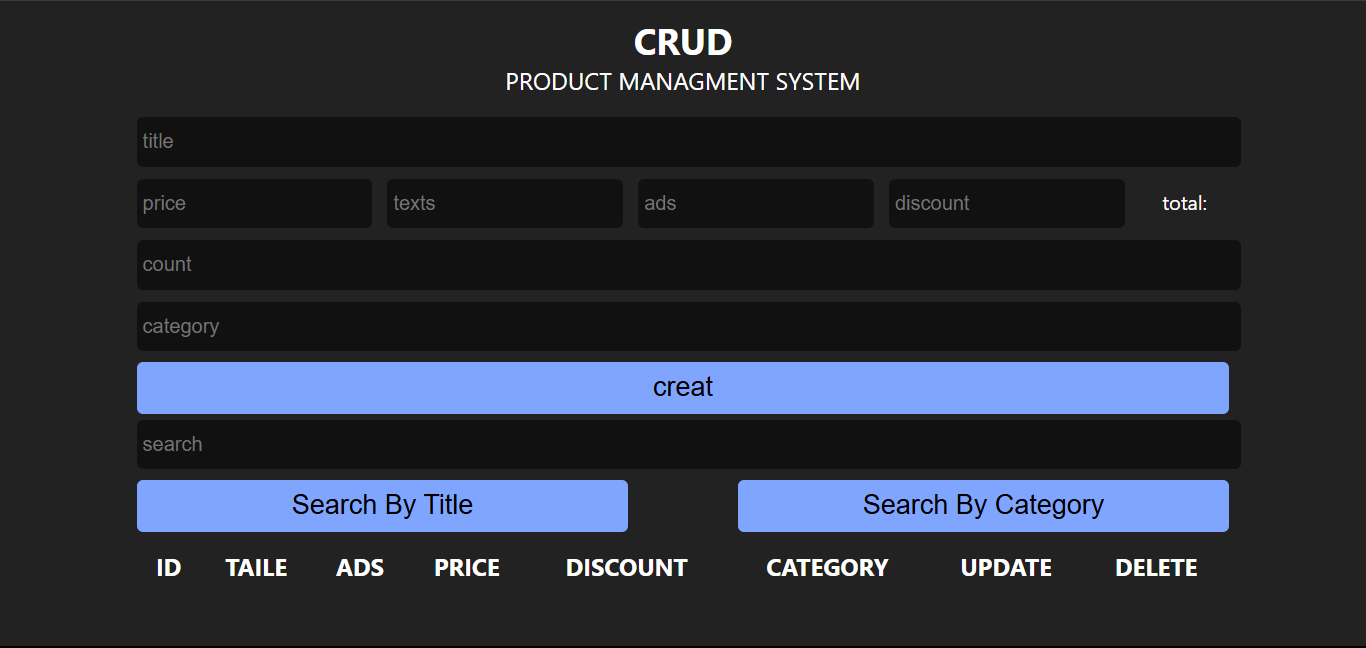 CRUD
PRODUCT MANAGMENT SYSTEM
title
price texts ads discount total:
count
category
creat
search
Search By Title Search By Category
ID TAILE ADS PRICE DISCOUNT CATEGORY UPDATE DELETE